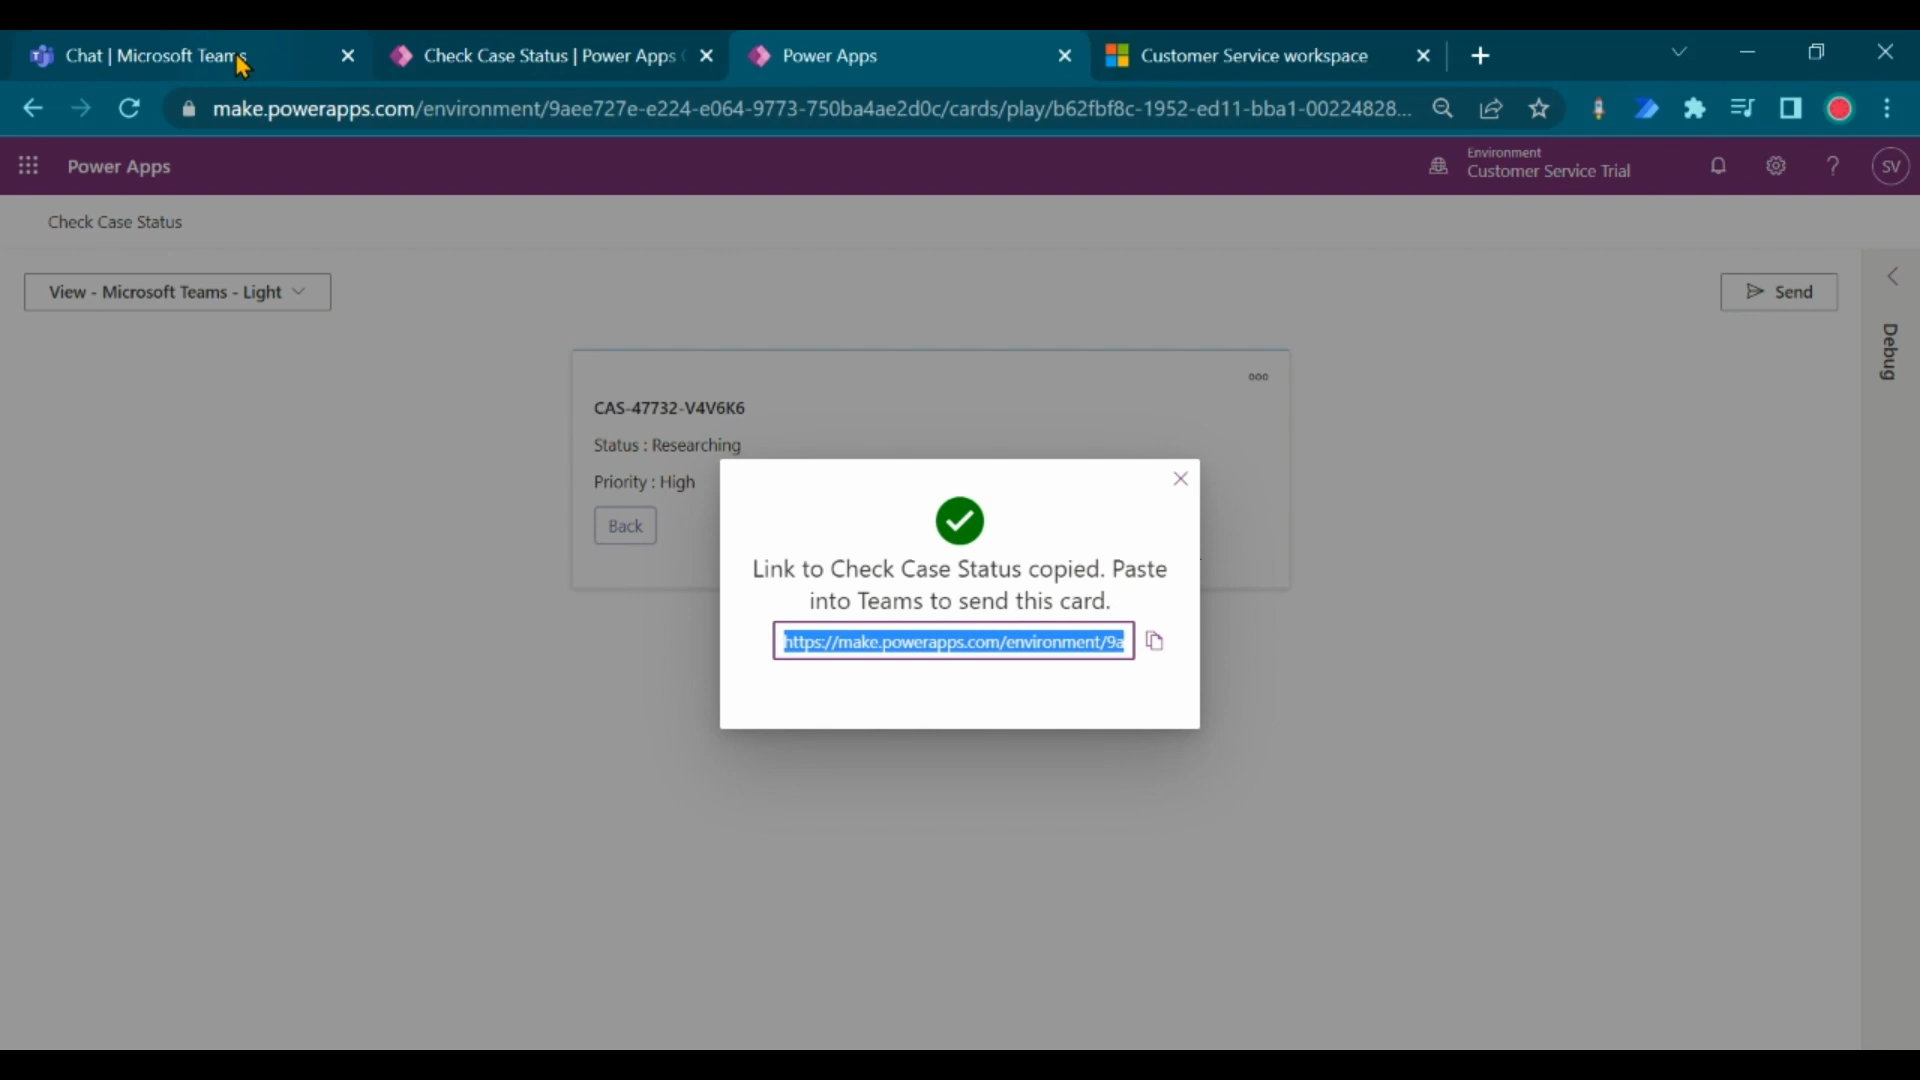 Chat | Microsoft Teams
Check Case Status | Power Apps
Power Apps
Customer Service workspace
make.powerapps.com/environment/9aee727e-e224-e064-9773-750ba4ae2d0c/cards/play/b62fbf8c-1952-ed11-bba1-00224828...
Power Apps
Environment
Customer Service Trial
?
SV
Check Case Status
View - Microsoft Teams - Light
Send
Debug
CAS-47732-V4V6K6
Status : Researching
Priority : High
Back
Link to Check Case Status copied. Paste
into Teams to send this card.
https://make.powerapps.com/environment/9a